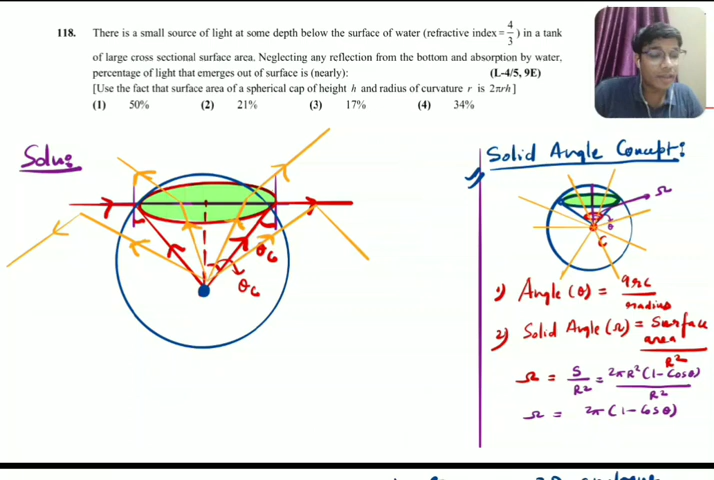 118. There is a small source of light at some depth below the surface of water (refractive index = 4/3) in a tank
of large cross sectional surface area. Neglecting any reflection from the bottom and absorption by water,
percentage of light that emerges out of surface is (nearly): (L-4/5, 9E)
[Use the fact that surface area of a spherical cap of height h and radius of curvature r is 2πrh]
(1) 50% (2) 21% (3) 17% (4) 34%
Soln:
θc
θc
Solid Angle Concept:
Ω
θ
C
1) Angle (θ) = arc / radius
2) Solid Angle (Ω) = Surface area / R²
Ω = S/R² = 2πR²(1-Cosθ) / R²
Ω = 2π(1-Cosθ)